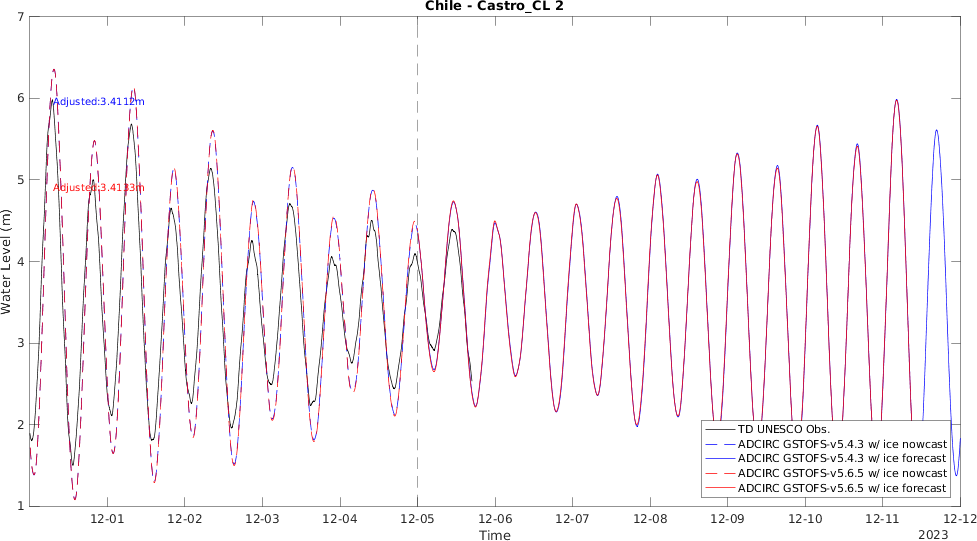 Chile - Castro_CL 2
7
6
5
4
3
2
1
Water Level (m)
Adjusted:3.4112m
Adjusted:3.4133m
TD UNESCO Obs.
ADCIRC GSTOFS-v5.4.3 w/ ice nowcast
ADCIRC GSTOFS-v5.4.3 w/ ice forecast
ADCIRC GSTOFS-v5.6.5 w/ ice nowcast
ADCIRC GSTOFS-v5.6.5 w/ ice forecast
12-01 12-02 12-03 12-04 12-05 12-06 12-07 12-08 12-09 12-10 12-11 12-12
Time
2023